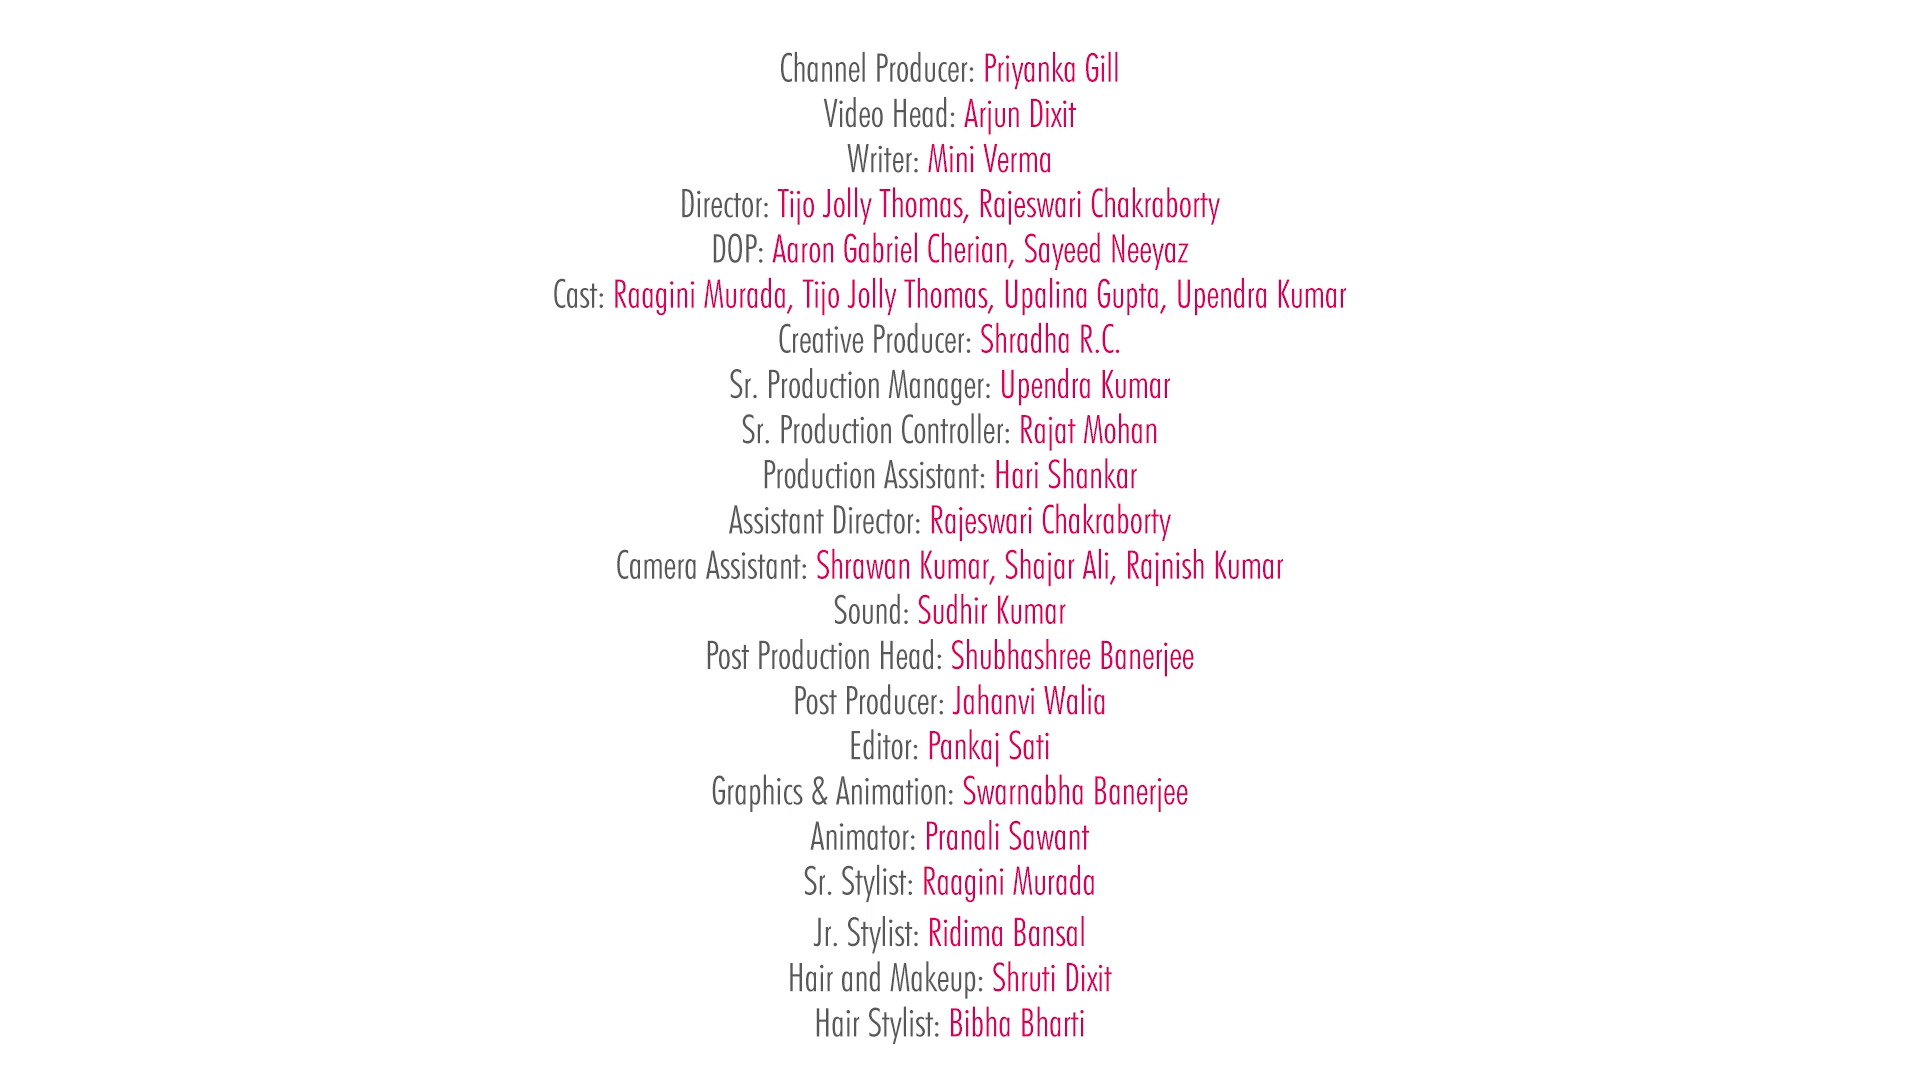 Channel Producer: Priyanka Gill
Video Head: Arjun Dixit
Writer: Mini Verma
Director: Tijo Jolly Thomas, Rajeswari Chakraborty
DOP: Aaron Gabriel Cherian, Sayeed Neeyaz
Cast: Raagini Murada, Tijo Jolly Thomas, Upalina Gupta, Upendra Kumar
Creative Producer: Shradha R.C.
Sr. Production Manager: Upendra Kumar
Sr. Production Controller: Rajat Mohan
Production Assistant: Hari Shankar
Assistant Director: Rajeswari Chakraborty
Camera Assistant: Shrawan Kumar, Shajar Ali, Rajnish Kumar
Sound: Sudhir Kumar
Post Production Head: Shubhashree Banerjee
Post Producer: Jahanvi Walia
Editor: Pankaj Sati
Graphics & Animation: Swarnabha Banerjee
Animator: Pranali Sawant
Sr. Stylist: Raagini Murada
Jr. Stylist: Ridima Bansal
Hair and Makeup: Shruti Dixit
Hair Stylist: Bibha Bharti